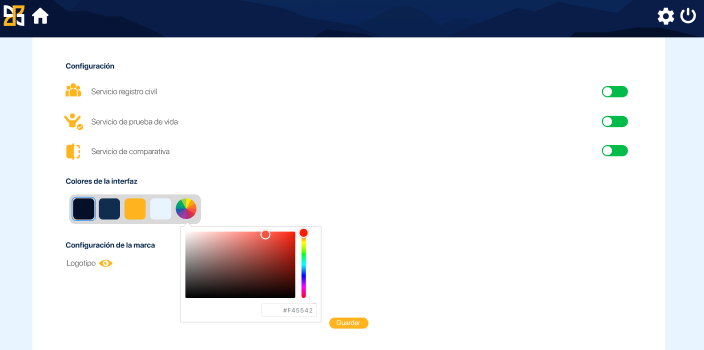 Configuración
Servicio registro civil
Servicio de prueba de vida
Servicio de comparativa
Colores de la interfaz
Configuración de la marca
Logotipo
#F45542
Guardar